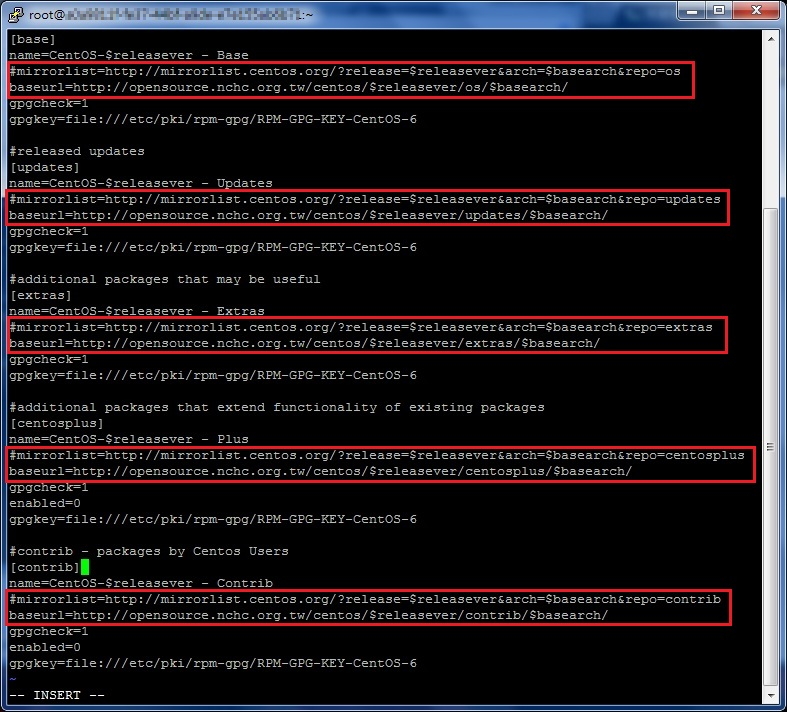 root@
:~
[base]
name=CentOS-$releasever - Base
#mirrorlist=http://mirrorlist.centos.org/?release=$releasever&arch=$basearch&repo=os
baseurl=http://opensource.nchc.org.tw/centos/$releasever/os/$basearch/
gpgcheck=1
gpgkey=file:///etc/pki/rpm-gpg/RPM-GPG-KEY-CentOS-6
#released updates
[updates]
name=CentOS-$releasever - Updates
#mirrorlist=http://mirrorlist.centos.org/?release=$releasever&arch=$basearch&repo=updates
baseurl=http://opensource.nchc.org.tw/centos/$releasever/updates/$basearch/
gpgcheck=1
gpgkey=file:///etc/pki/rpm-gpg/RPM-GPG-KEY-CentOS-6
#additional packages that may be useful
[extras]
name=CentOS-$releasever - Extras
#mirrorlist=http://mirrorlist.centos.org/?release=$releasever&arch=$basearch&repo=extras
baseurl=http://opensource.nchc.org.tw/centos/$releasever/extras/$basearch/
gpgcheck=1
gpgkey=file:///etc/pki/rpm-gpg/RPM-GPG-KEY-CentOS-6
#additional packages that extend functionality of existing packages
[centosplus]
name=CentOS-$releasever - Plus
#mirrorlist=http://mirrorlist.centos.org/?release=$releasever&arch=$basearch&repo=centosplus
baseurl=http://opensource.nchc.org.tw/centos/$releasever/centosplus/$basearch/
gpgcheck=1
enabled=0
gpgkey=file:///etc/pki/rpm-gpg/RPM-GPG-KEY-CentOS-6
#contrib - packages by Centos Users
[contrib]
name=CentOS-$releasever - Contrib
#mirrorlist=http://mirrorlist.centos.org/?release=$releasever&arch=$basearch&repo=contrib
baseurl=http://opensource.nchc.org.tw/centos/$releasever/contrib/$basearch/
gpgcheck=1
enabled=0
gpgkey=file:///etc/pki/rpm-gpg/RPM-GPG-KEY-CentOS-6
~
-- INSERT --